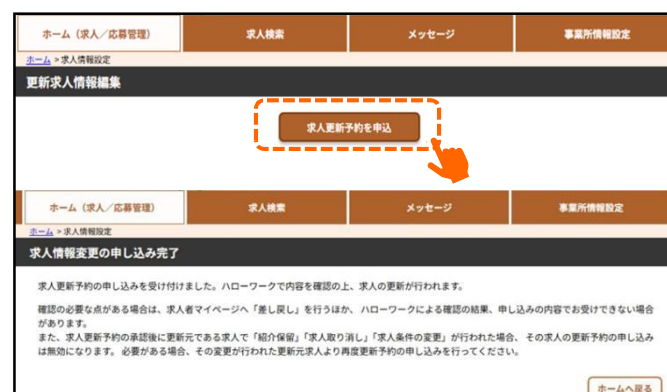 ホーム（求人／応募管理） 求人検索 メッセージ 事業所情報設定
ホーム > 求人情報設定
更新求人情報編集
求人更新予約を申込
ホーム（求人／応募管理） 求人検索 メッセージ 事業所情報設定
ホーム > 求人情報設定
求人情報変更の申し込み完了
求人更新予約の申し込みを受け付けました。ハローワークで内容を確認の上、求人の更新が行われます。
確認の必要な点がある場合は、求人者マイページへ「差し戻し」を行うほか、 ハローワークによる確認の結果、申し込みの内容でお受けできない場合
があります。
また、求人更新予約の承認後に更新元である求人で「紹介保留」「求人取り消し」「求人条件の変更」が行われた場合、 その求人の更新予約の申し込み
は無効になります。 必要がある場合、その変更が行われた更新元求人より再度更新予約の申し込みを行ってください。
ホームへ戻る